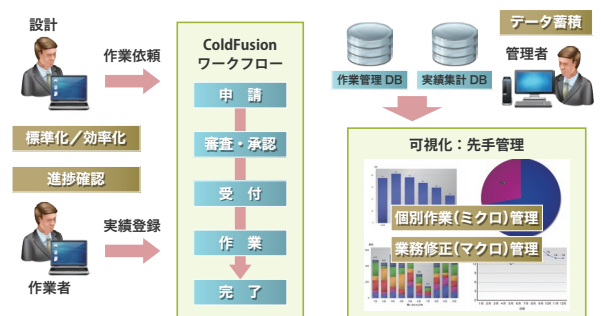 設計
作業依頼
標準化／効率化
進捗確認
実績登録
作業者
ColdFusion
ワークフロー
申 請
審査・承認
受 付
作 業
完 了
データ蓄積
管理者
作業管理 DB
実績集計 DB
可視化：先手管理
個別作業（ミクロ）管理
業務修正（マクロ）管理